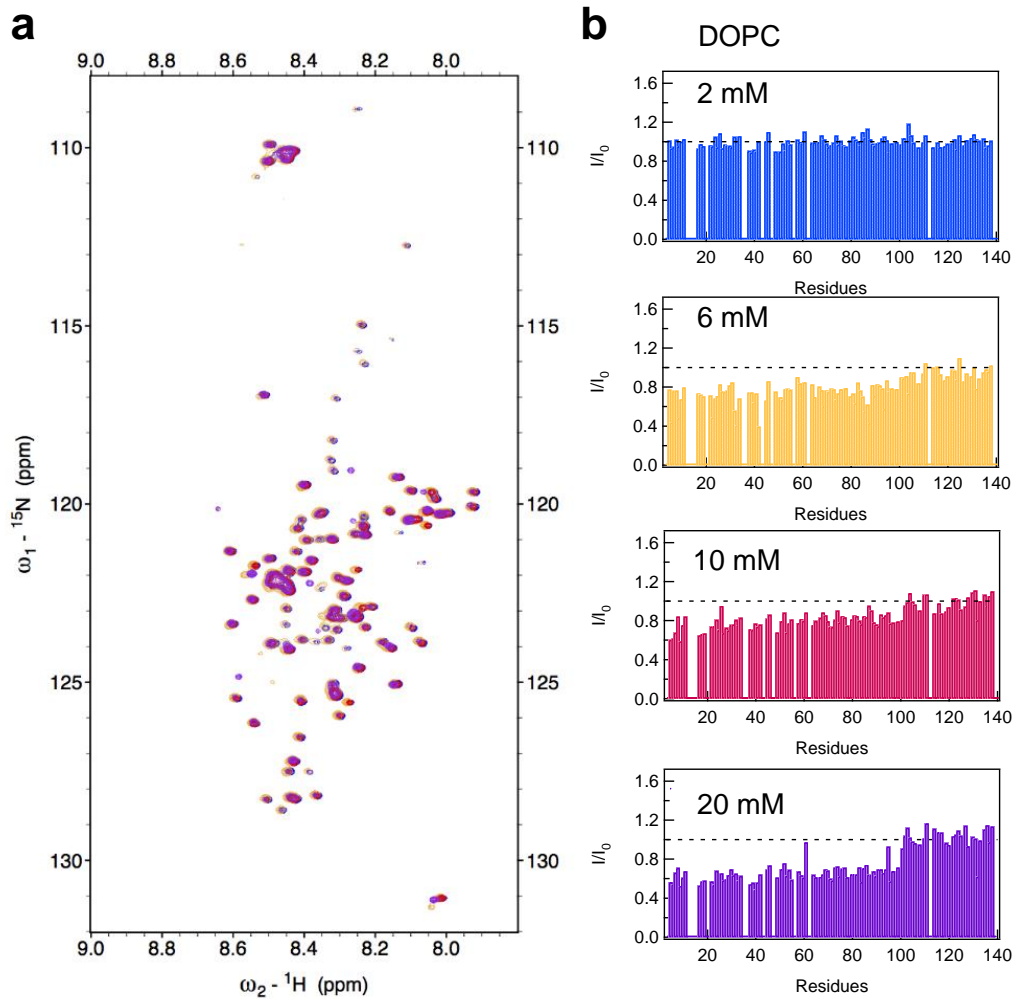 a
9.0 8.8 8.6 8.4 8.2 8.0
110 110
115 115
120 120
125 125
130 130
9.0 8.8 8.6 8.4 8.2 8.0
ω1 - 15N (ppm)
ω2 - 1H (ppm)
b
DOPC
2 mM
I/I0
1.6
1.2
0.8
0.4
0.0
20 40 60 80 100 120 140
Residues
6 mM
I/I0
1.6
1.2
0.8
0.4
0.0
20 40 60 80 100 120 140
Residues
10 mM
I/I0
1.6
1.2
0.8
0.4
0.0
20 40 60 80 100 120 140
Residues
20 mM
I/I0
1.6
1.2
0.8
0.4
0.0
20 40 60 80 100 120 140
Residues